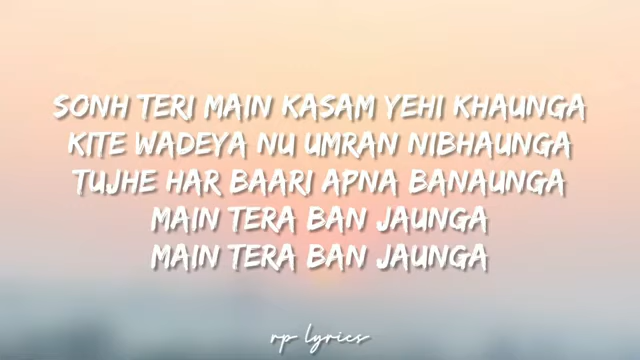 SONH TERI MAIN KASAM YEHI KHAUNGA
KITE WADEYA NU UMRAN NIBHAUNGA
TUJHE HAR BAARI APNA BANAUNGA
MAIN TERA BAN JAUNGA
MAIN TERA BAN JAUNGA
rp lyrics